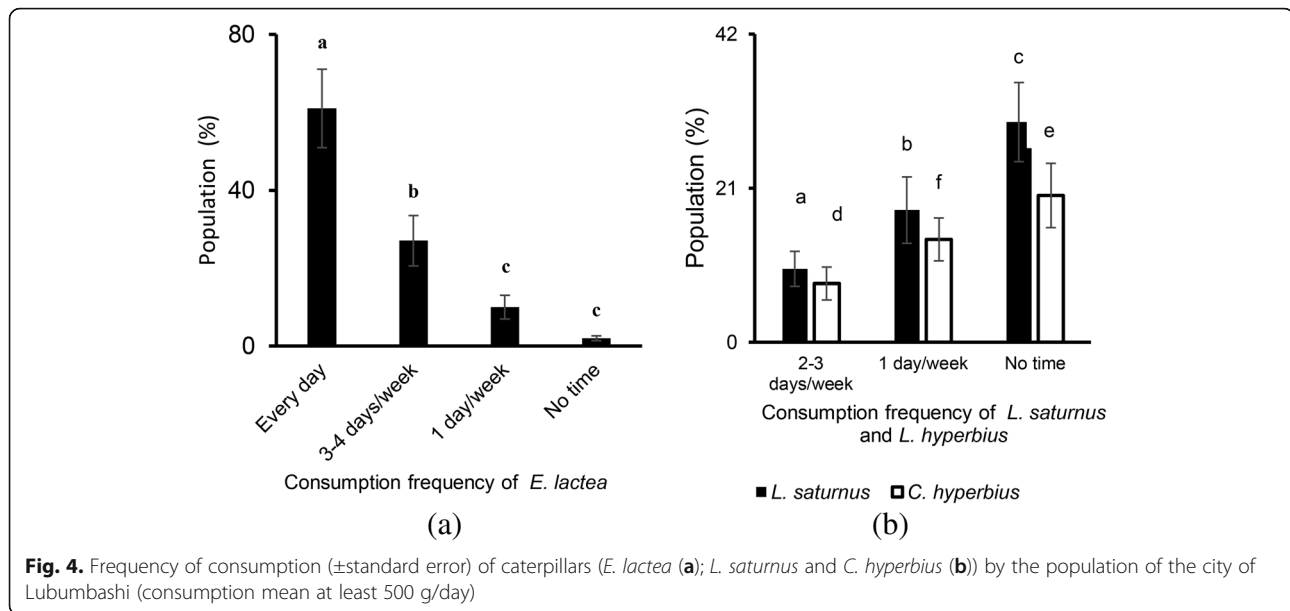 80
40
0
Population (%)
a
b
c
c
Every day
3-4 days/week
1 day/week
No time
Consumption frequency of E. lactea
(a)
42
21
0
Population (%)
a
d
b
f
c
e
2-3
days/week
1 day/week
No time
Consumption frequency of L. saturnus
and L. hyperbius
L. saturnus C. hyperbius
(b)
Fig. 4. Frequency of consumption (±standard error) of caterpillars (E. lactea (a); L. saturnus and C. hyperbius (b)) by the population of the city of
Lubumbashi (consumption mean at least 500 g/day)